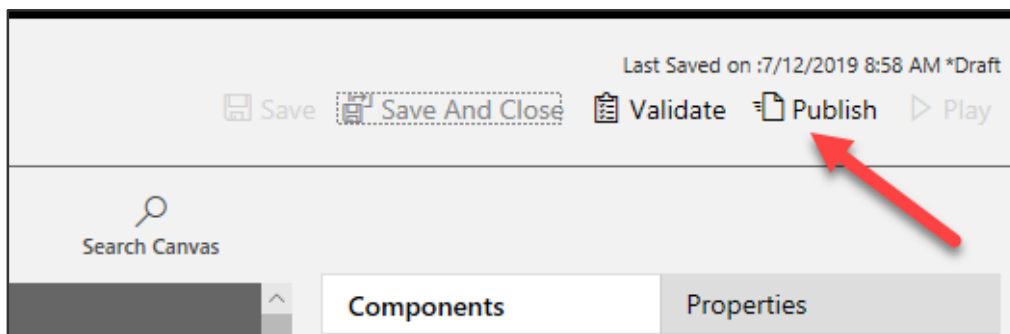 Last Saved on :7/12/2019 8:58 AM *Draft
Save Save And Close Validate Publish Play
Search Canvas
Components Properties